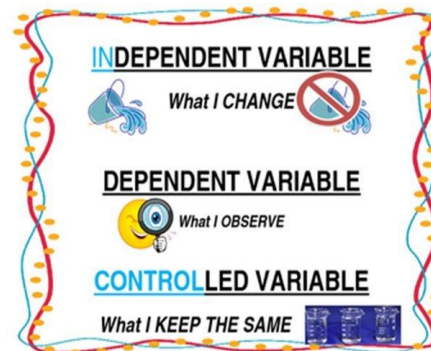 INDEPENDENT VARIABLE
What I CHANGE
DEPENDENT VARIABLE
What I OBSERVE
CONTROLLED VARIABLE
What I KEEP THE SAME